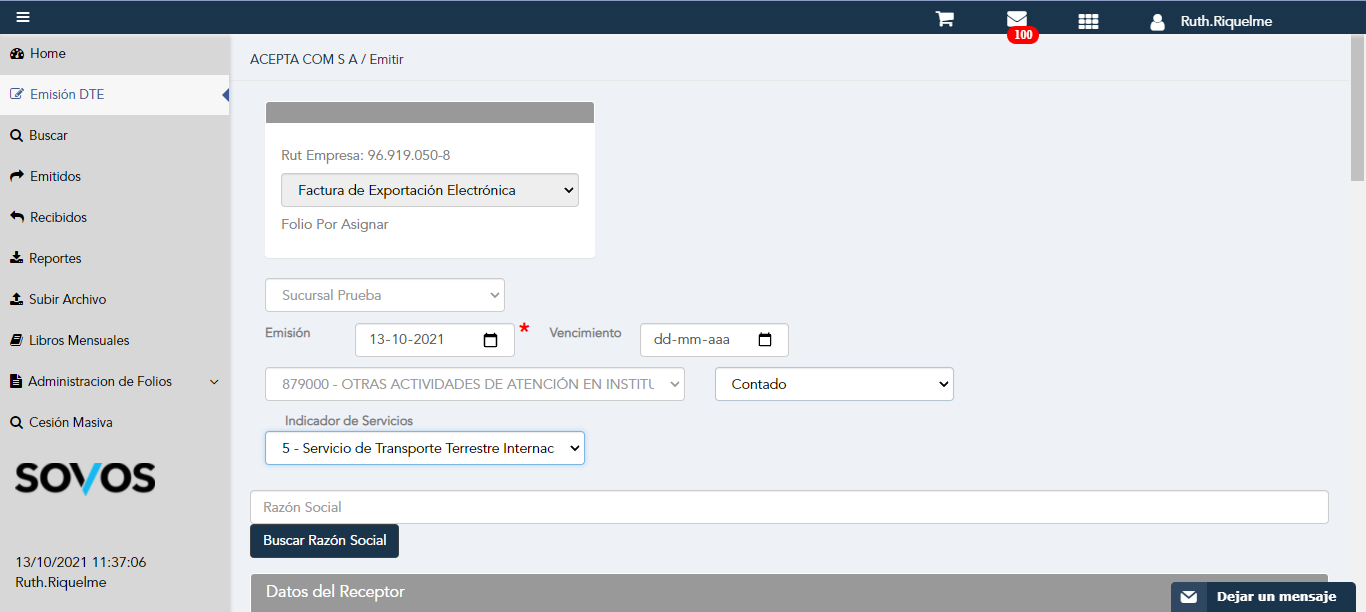 100
Ruth.Riquelme
Home
Emisión DTE
Buscar
Emitidos
Recibidos
Reportes
Subir Archivo
Libros Mensuales
Administracion de Folios
Cesión Masiva
sovos
13/10/2021 11:37:06
Ruth.Riquelme
ACEPTA COM S A / Emitir
Rut Empresa: 96.919.050-8
Factura de Exportación Electrónica
Folio Por Asignar
Sucursal Prueba
Emisión 13-10-2021 * Vencimiento dd-mm-aaa
879000 - OTRAS ACTIVIDADES DE ATENCIÓN EN INSTITU Contado
Indicador de Servicios
5 - Servicio de Transporte Terrestre Internac
Razón Social
Buscar Razón Social
Datos del Receptor
Dejar un mensaje